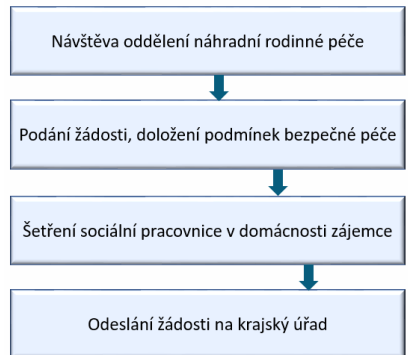 Návštěva oddělení náhradní rodinné péče
Podání žádosti, doložení podmínek bezpečné péče
Šetření sociální pracovnice v domácnosti zájemce
Odeslání žádosti na krajský úřad